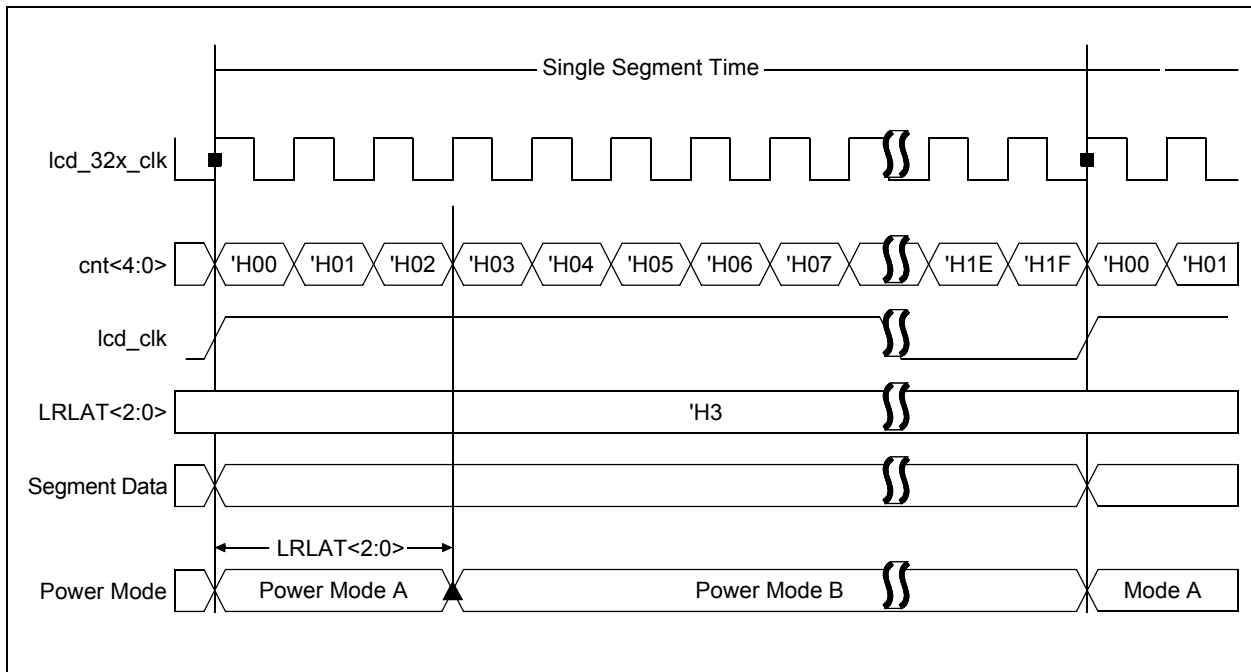 Single Segment Time
lcd_32x_clk
cnt<4:0> 'H00 'H01 'H02 'H03 'H04 'H05 'H06 'H07 'H1E 'H1F 'H00 'H01
lcd_clk
LRLAT<2:0> 'H3
Segment Data
LRLAT<2:0>
Power Mode Power Mode A Power Mode B Mode A